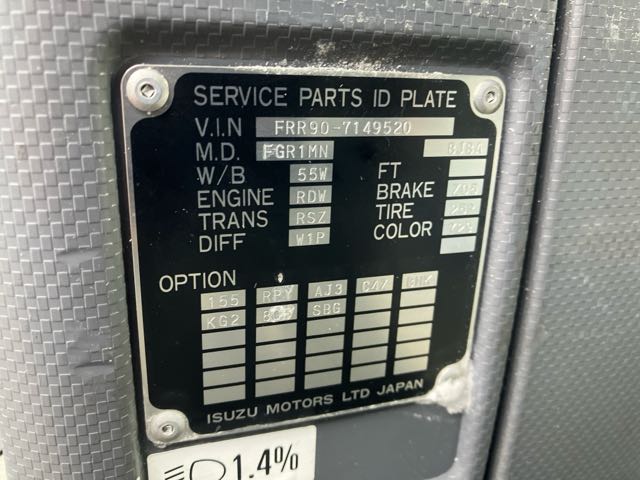 SERVICE PARTS ID PLATE
V.I.N FRR90-7149520
M.D. FGR1MN
W/B 55W FT
ENGINE RDW BRAKE
TRANS RSZ TIRE
DIFF W1P COLOR
OPTION
155 RPY AJ3
KG2 SBG
ISUZU MOTORS LTD JAPAN
1.4%